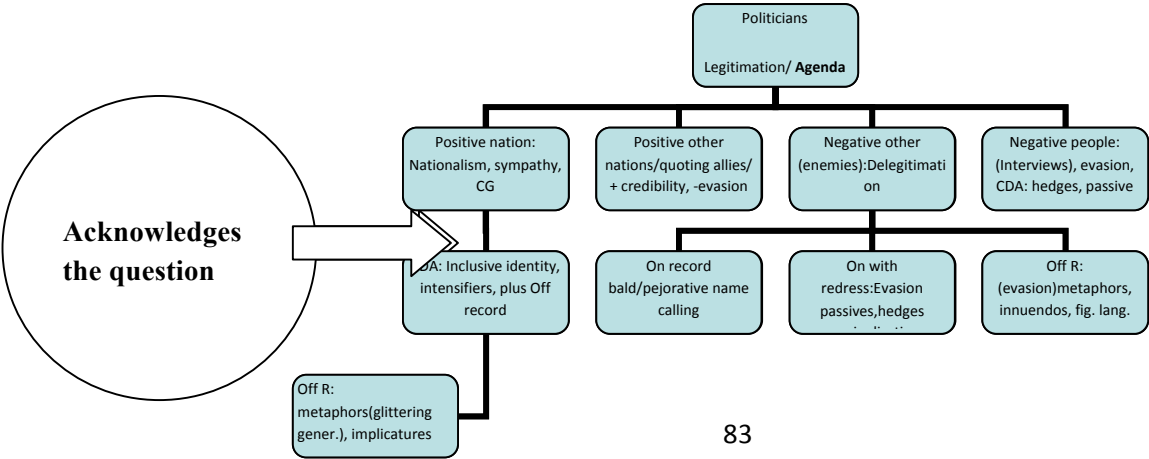 Politicians
Legitimation/ Agenda
Positive nation:
Nationalism, sympathy,
CG
Positive other
nations/quoting allies/
+ credibility, -evasion
Negative other
(enemies):Delegitimati
on
Negative people:
(Interviews), evasion,
CDA: hedges, passive
Acknowledges
the question
DA: Inclusive identity,
intensifiers, plus Off
record
On record
bald/pejorative name
calling
On with
redress:Evasion
passives,hedges
Off R:
(evasion)metaphors,
innuendos, fig. lang.
Off R:
metaphors(glittering
gener.), implicatures
83